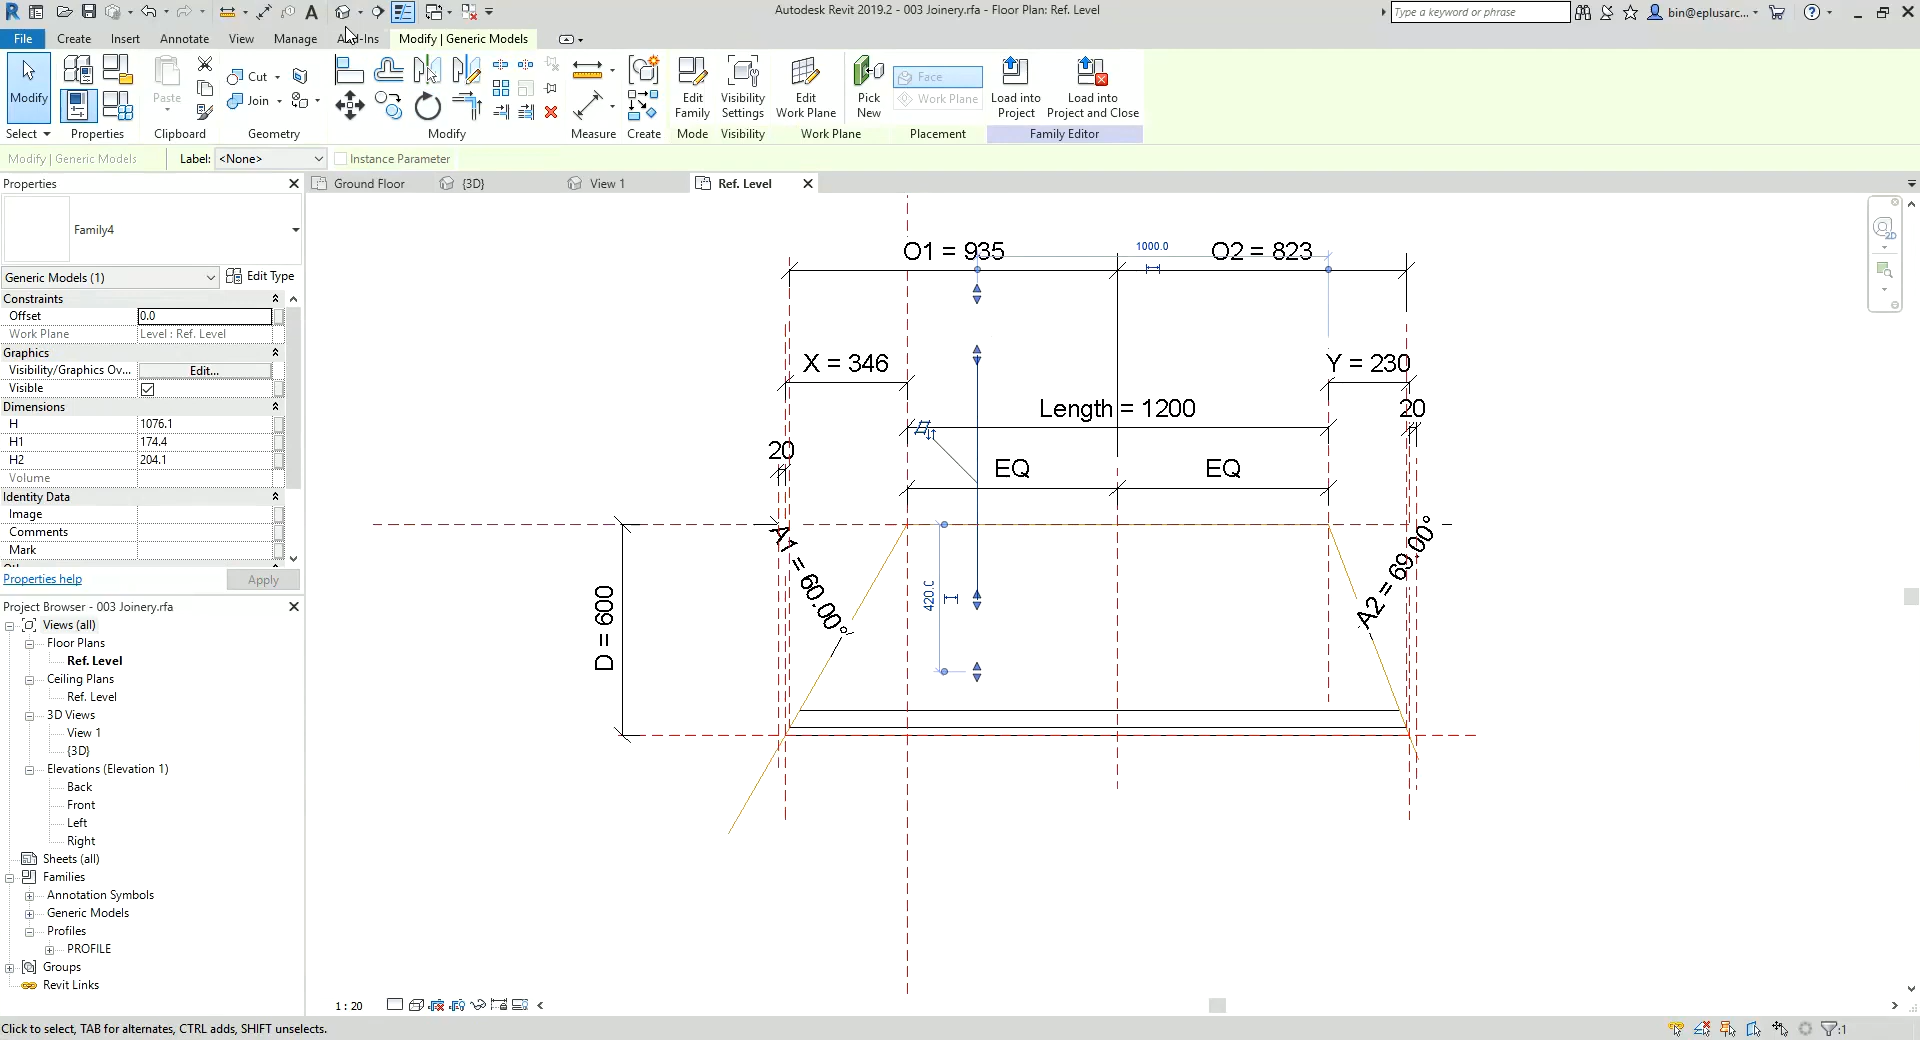 Autodesk Revit 2019.2 - 003 Joinery.rfa - Floor Plan: Ref. Level
Type a keyword or phrase
bin@eplusarc...
File
Create
Insert
Annotate
View
Manage
Add-Ins
Modify | Generic Models
Modify
Paste
Cut
Join
Edit Family
Visibility Settings
Edit Work Plane
Pick New
Face
Work Plane
Load into Project
Load into Project and Close
Select
Properties
Clipboard
Geometry
Modify
Measure
Create
Mode
Visibility
Work Plane
Placement
Family Editor
Modify | Generic Models
Label:
<None>
Instance Parameter
Properties
Ground Floor
{3D}
View 1
Ref. Level
Family4
Generic Models (1)
Edit Type
Constraints
Offset
0.0
Work Plane
Level : Ref. Level
Graphics
Visibility/Graphics Ov...
Edit...
Visible
Dimensions
H
1076.1
H1
174.4
H2
204.1
Volume
Identity Data
Image
Comments
Mark
Properties help
Apply
Project Browser - 003 Joinery.rfa
Views (all)
Floor Plans
Ref. Level
Ceiling Plans
Ref. Level
3D Views
View 1
{3D}
Elevations (Elevation 1)
Back
Front
Left
Right
Sheets (all)
Families
Annotation Symbols
Generic Models
Profiles
PROFILE
Groups
Revit Links
O1 = 935
1000.0
O2 = 823
X = 346
Y = 230
Length = 1200
20
20
EQ
EQ
A1 = 60.00°
A2 = 69.00°
420.0
D = 600
2D
1 : 20
Click to select, TAB for alternates, CTRL adds, SHIFT unselects.
:1